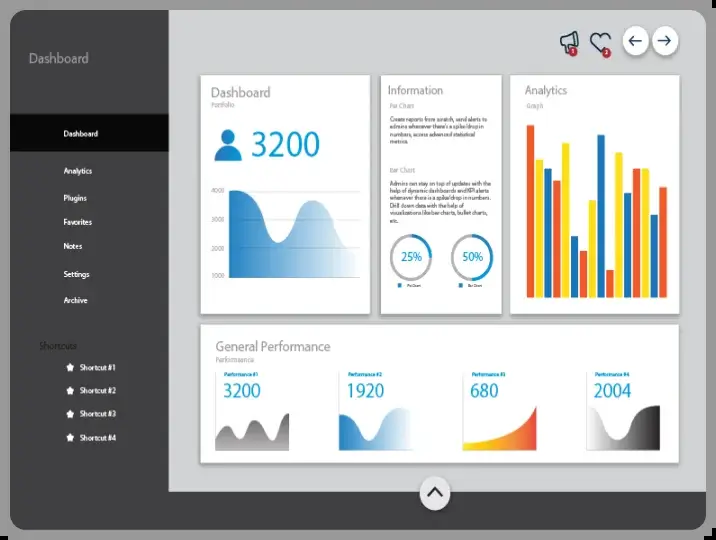 Dashboard
Dashboard
Analytics
Plugins
Favorites
Notes
Settings
Archive
Shortcuts
Shortcut #1
Shortcut #2
Shortcut #3
Shortcut #4
Dashboard
Portfolio
3200
4000
3000
2000
1000
Information
Bar Chart
Create reports from scratch, send alerts to
admins whenever there's a spike/drop in
numbers, access advanced statistical
metrics.
Bar Chart
Admins can stay on top of updates with the
help of dynamic dashboards and KPI alerts
whenever there is a spike/drop in numbers.
Drill down data with the help of
visualizations like bar charts, bullet charts,
etc.
25%
50%
Pie Chart
Bar Chart
Analytics
Graph
General Performance
Performance
Performance #1
3200
Performance #2
1920
Performance #3
680
Performance #4
2004